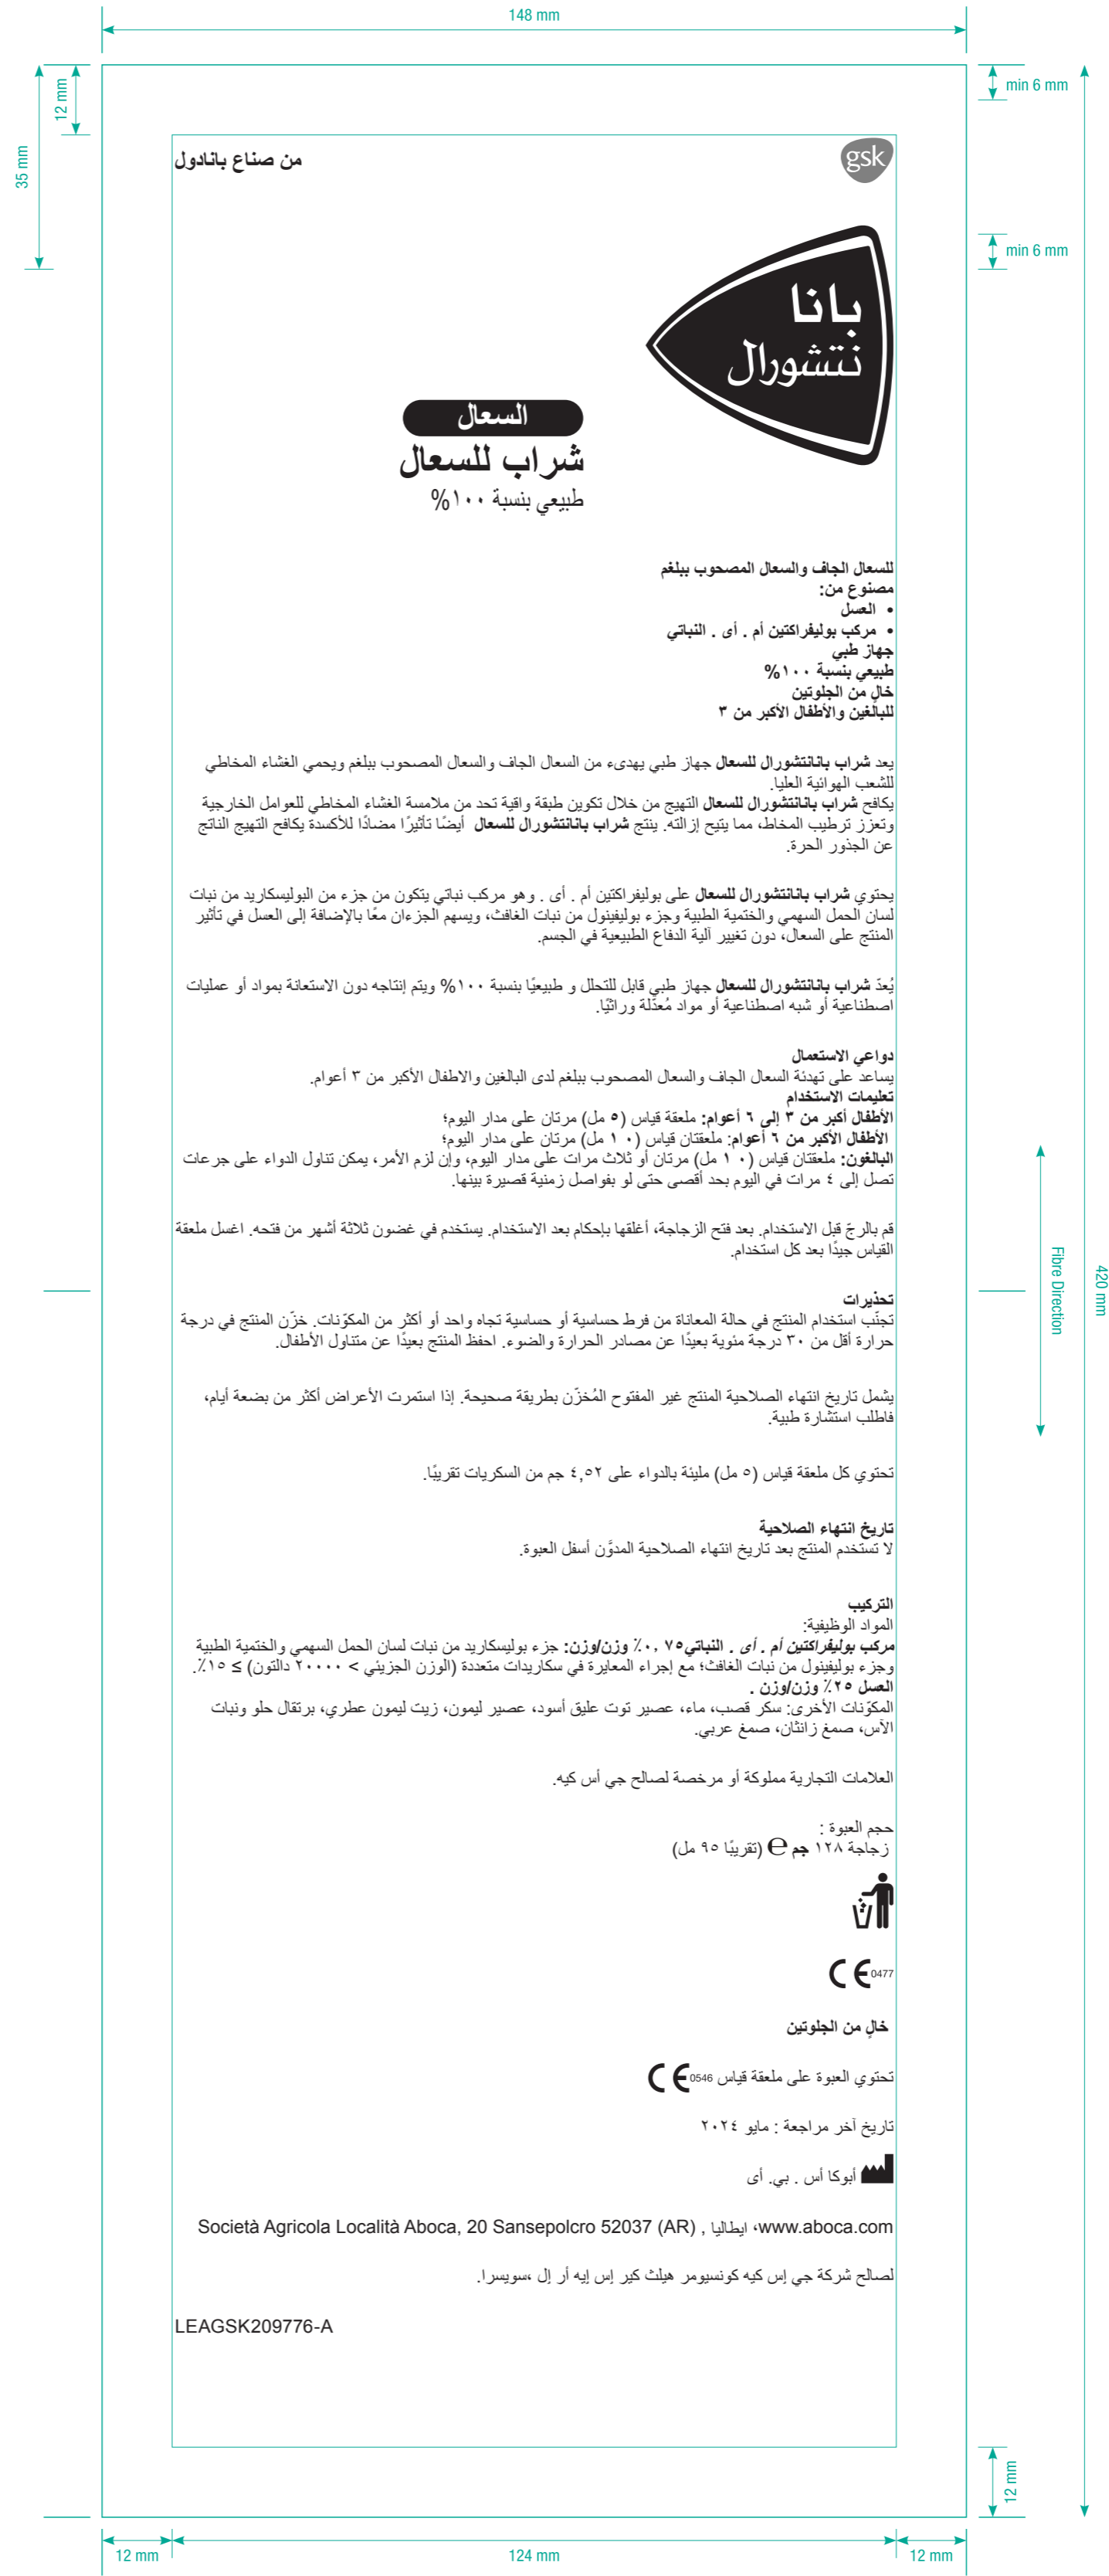 148 mm
12 mm
35 mm
min 6 mm
min 6 mm
gsk
من صناع بانادول
بانا
نتشورال
السعال
شراب للسعال
طبيعي بنسبة ١٠٠%
للسعال الجاف والسعال المصحوب ببلغم
مصنوع من:
• العسل
• مركب بوليفراكتين أم . أى . النباتي
جهاز طبي
طبيعي بنسبة ١٠٠%
خالٍ من الجلوتين
للبالغين والأطفال الأكبر من ٣
يعد شراب بانانتشورال للسعال جهاز طبي يهدىء من السعال الجاف والسعال المصحوب ببلغم ويحمي الغشاء المخاطي
للشعب الهوائية العليا.
يكافح شراب بانانتشورال للسعال التهيج من خلال تكوين طبقة واقية تحد من ملامسة الغشاء المخاطي للعوامل الخارجية
وتعزز ترطيب المخاط، مما يتيح إزالته. ينتج شراب بانانتشورال للسعال أيضًا تأثيرًا مضادًا للأكسدة يكافح التهيج الناتج
عن الجذور الحرة.
يحتوي شراب بانانتشورال للسعال على بوليفراكتين أم . أى . وهو مركب نباتي يتكون من جزء من البوليسكاريد من نبات
لسان الحمل السهمي والختمية الطبية وجزء بوليفينول من نبات الغافث، ويسهم الجزءان معًا بالإضافة إلى العسل في تأثير
المنتج على السعال، دون تغيير آلية الدفاع الطبيعية في الجسم.
يُعدّ شراب بانانتشورال للسعال جهاز طبي قابل للتحلل و طبيعيًا بنسبة ١٠٠% ويتم إنتاجه دون الاستعانة بمواد أو عمليات
اصطناعية أو شبه اصطناعية أو مواد مُعدّلة وراثيًا.
دواعي الاستعمال
يساعد على تهدئة السعال الجاف والسعال المصحوب ببلغم لدى البالغين والاطفال الأكبر من ٣ أعوام.
تعليمات الاستخدام
الأطفال أكبر من ٣ إلى ٦ أعوام: ملعقة قياس (٥ مل) مرتان على مدار اليوم؛
الأطفال الأكبر من ٦ أعوام: ملعقتان قياس (١٠ مل) مرتان على مدار اليوم؛
البالغون: ملعقتان قياس (١٠ مل) مرتان أو ثلاث مرات على مدار اليوم، وإن لزم الأمر، يمكن تناول الدواء على جرعات
تصل إلى ٤ مرات في اليوم بحد أقصى حتى لو بفواصل زمنية قصيرة بينها.
قم بالرجّ قبل الاستخدام. بعد فتح الزجاجة، أغلقها بإحكام بعد الاستخدام. يستخدم في غضون ثلاثة أشهر من فتحه. اغسل ملعقة
القياس جيدًا بعد كل استخدام.
تحذيرات
تجنّب استخدام المنتج في حالة المعاناة من فرط حساسية أو حساسية تجاه واحد أو أكثر من المكوّنات. خزّن المنتج في درجة
حرارة أقل من ٣٠ درجة مئوية بعيدًا عن مصادر الحرارة والضوء. احفظ المنتج بعيدًا عن متناول الأطفال.
يشمل تاريخ انتهاء الصلاحية المنتج غير المفتوح المُخزّن بطريقة صحيحة. إذا استمرت الأعراض أكثر من بضعة أيام،
فاطلب استشارة طبية.
تحتوي كل ملعقة قياس (٥ مل) مليئة بالدواء على ٤,٥٢ جم من السكريات تقريبًا.
تاريخ انتهاء الصلاحية
لا تستخدم المنتج بعد تاريخ انتهاء الصلاحية المدوَّن أسفل العبوة.
التركيب
المواد الوظيفية:
مركب بوليفراكتين أم . أى . النباتي٧٥ ,٠٪ وزن/وزن: جزء بوليسكاريد من نبات لسان الحمل السهمي والختمية الطبية
وجزء بوليفينول من نبات الغافث؛ مع إجراء المعايرة في سكاريدات متعددة (الوزن الجزيئي > ٢٠٠٠٠ دالتون) ≥ ١٥٪.
العسل ٢٥٪ وزن/وزن .
المكوّنات الأخرى: سكر قصب، ماء، عصير توت عليق أسود، عصير ليمون، زيت ليمون عطري، برتقال حلو ونبات
الآس، صمغ زانثان، صمغ عربي.
العلامات التجارية مملوكة أو مرخصة لصالح جي أس كيه.
حجم العبوة :
زجاجة ١٢٨ جم ℮ (تقريبًا ٩٥ مل)
CE 0477
خالٍ من الجلوتين
تحتوي العبوة على ملعقة قياس CE 0546
تاريخ آخر مراجعة : مايو ٢٠٢٤
أبوكا أس . بي. أى
www.aboca.com، ايطاليا , Società Agricola Località Aboca, 20 Sansepolcro 52037 (AR)
لصالح شركة جي إس كيه كونسيومر هيلث كير إس إيه أر إل ،سويسرا.
LEAGSK209776-A
Fibre Direction
420 mm
12 mm
12 mm
124 mm
12 mm